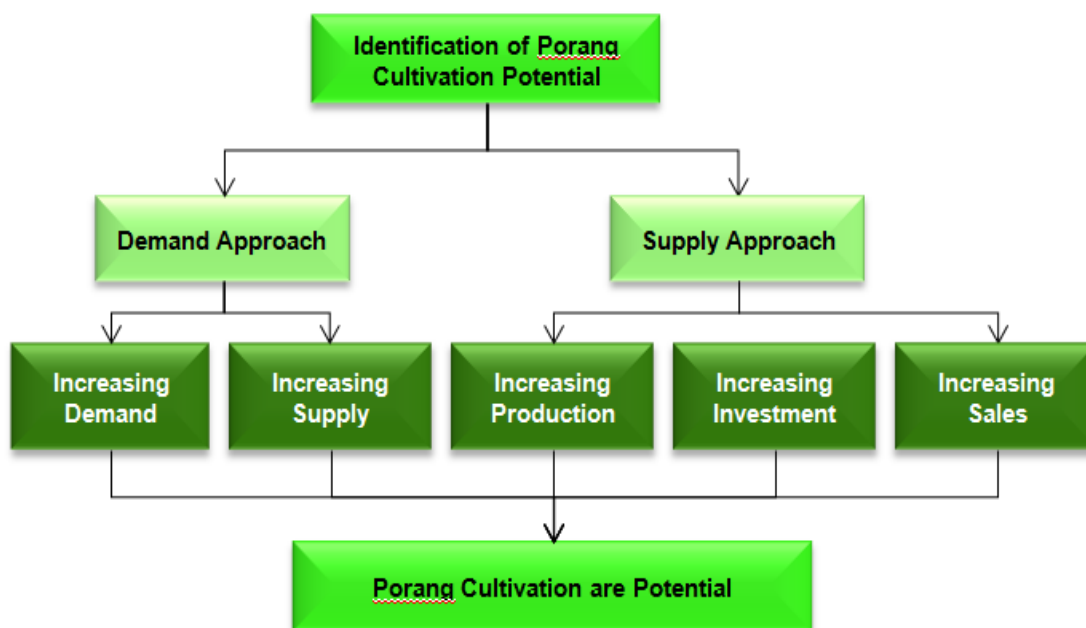 Identification of Porang
Cultivation Potential
Demand Approach
Supply Approach
Increasing
Demand
Increasing
Supply
Increasing
Production
Increasing
Investment
Increasing
Sales
Porang Cultivation are Potential